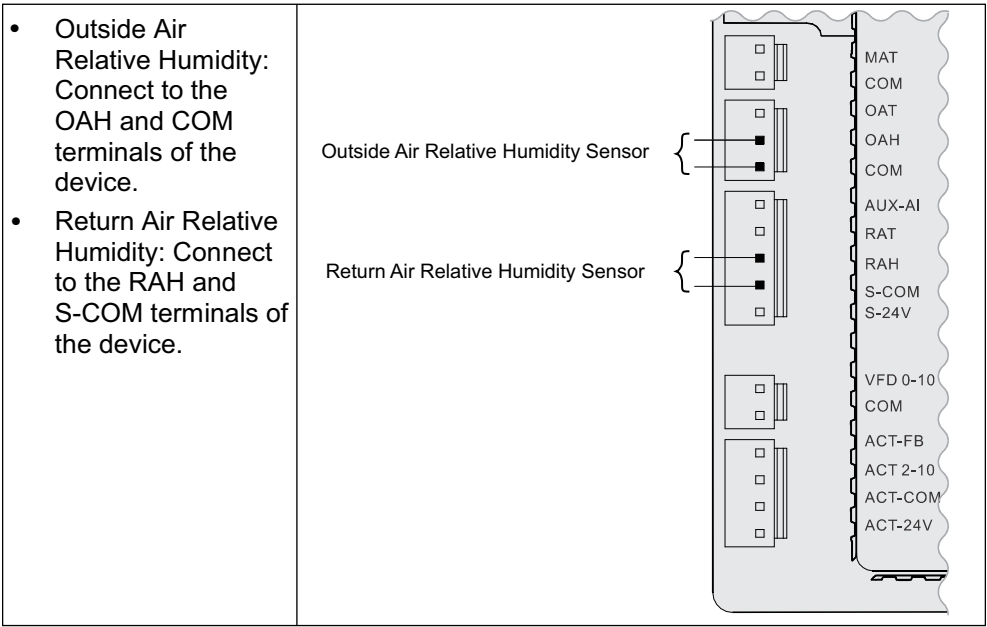 • Outside Air
Relative Humidity:
Connect to the
OAH and COM
terminals of the
device.
• Return Air Relative
Humidity: Connect
to the RAH and
S-COM terminals of
the device.
Outside Air Relative Humidity Sensor
Return Air Relative Humidity Sensor
MAT
COM
OAT
OAH
COM
AUX-AI
RAT
RAH
S-COM
S-24V
VFD 0-10
COM
ACT-FB
ACT 2-10
ACT-COM
ACT-24V